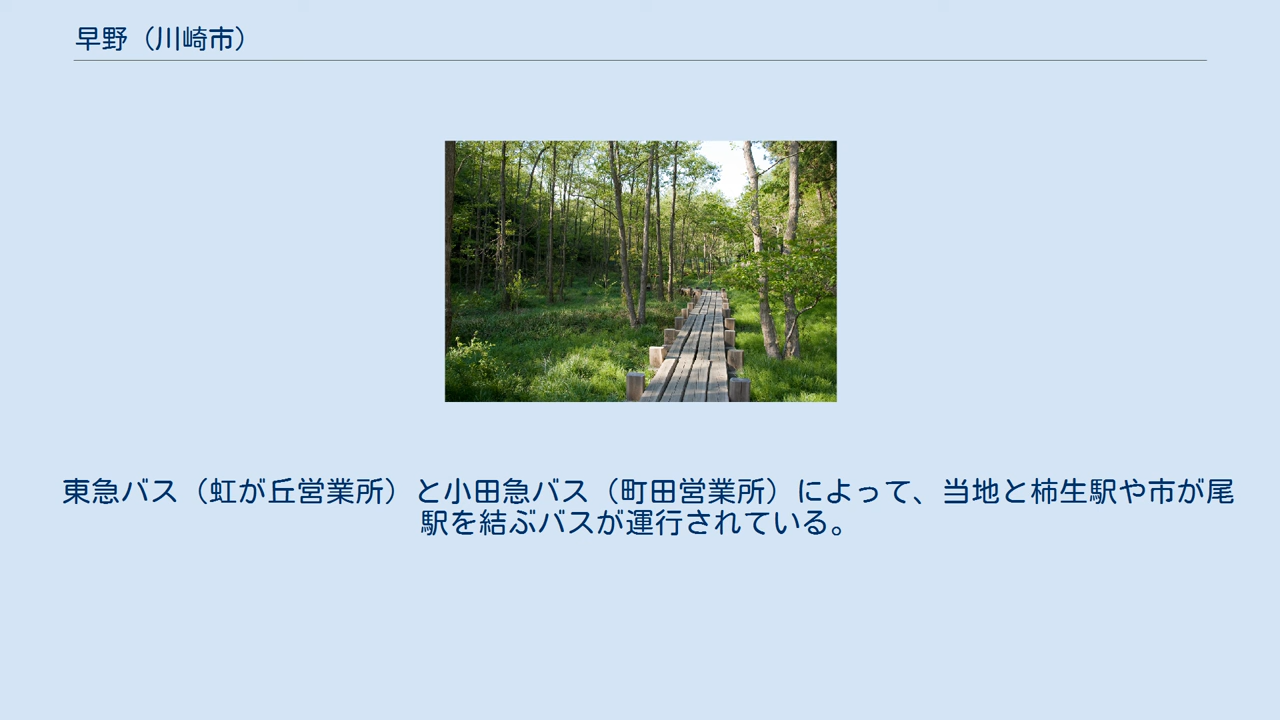 早野（川崎市）
東急バス（虹が丘営業所）と小田急バス（町田営業所）によって、当地と柿生駅や市が尾
駅を結ぶバスが運行されている。